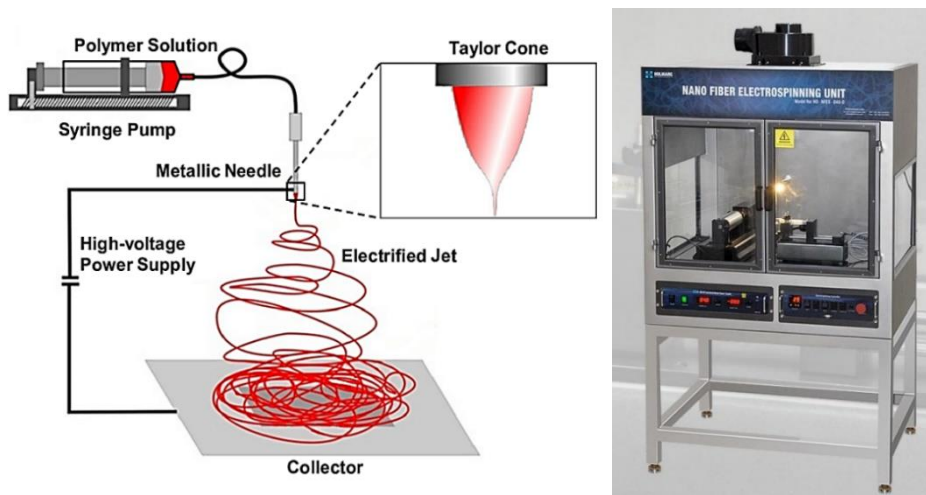 Polymer Solution
Syringe Pump
Metallic Needle
High-voltage
Power Supply
Electrified Jet
Collector
Taylor Cone
NANO FIBER ELECTROSPINNING UNIT